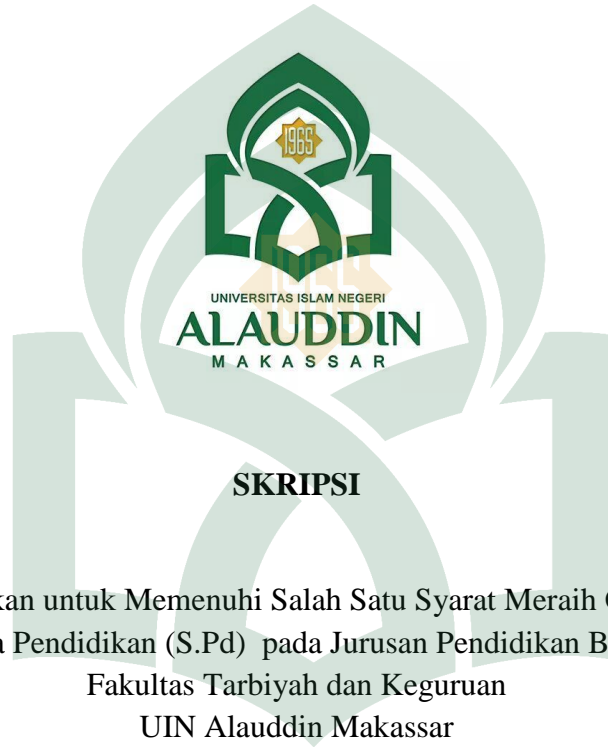 1965
UNIVERSITAS ISLAM NEGERI
ALAUDDIN
MAKASSAR
SKRIPSI
untuk Memenuhi Salah Satu Syarat Meraih
Pendidikan (S.Pd) pada Jurusan Pendidikan
Fakultas Tarbiyah dan Keguruan
UIN Alauddin Makassar